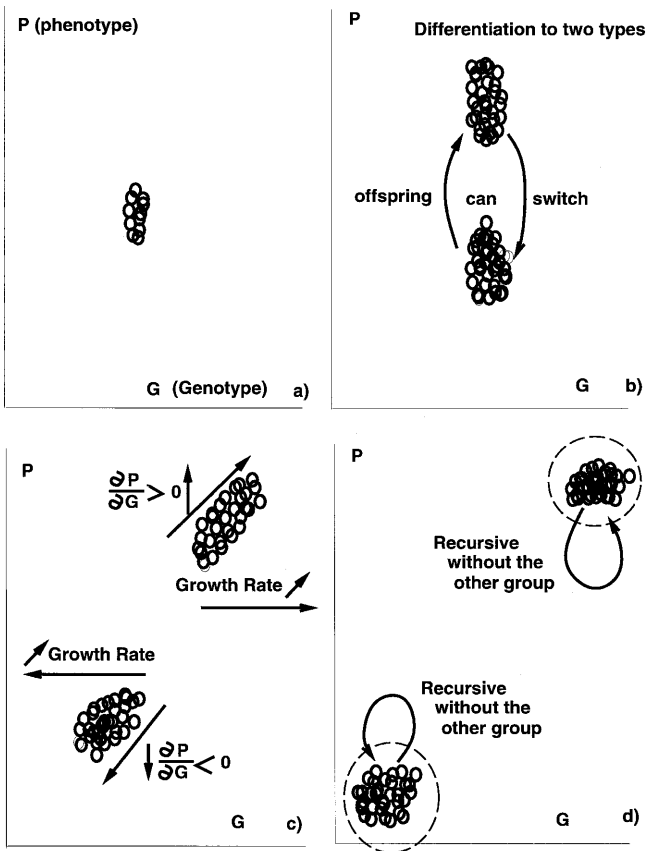 P (phenotype)
G (Genotype) a)
P
Differentiation to two types
offspring can switch
G b)
P
∂P
∂G
> 0
Growth Rate
Growth Rate
∂P
∂G
< 0
G c)
P
Recursive
without the
other group
Recursive
without the
other group
G d)